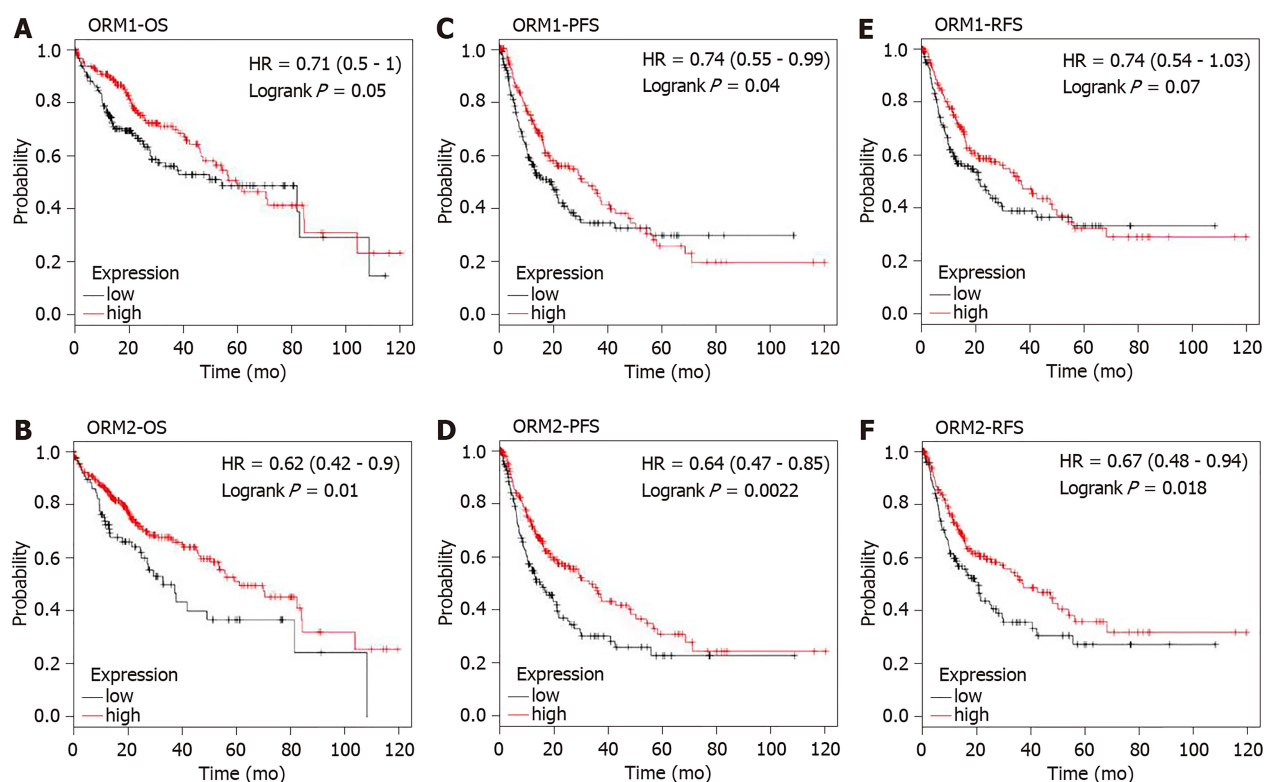 A
ORM1-OS
HR = 0.71 (0.5 - 1)
Logrank P = 0.05
Probability
1.0
0.8
0.6
0.4
0.2
0.0
Expression
low
high
0 20 40 60 80 100 120
Time (mo)
C
ORM1-PFS
HR = 0.74 (0.55 - 0.99)
Logrank P = 0.04
Probability
1.0
0.8
0.6
0.4
0.2
0.0
Expression
low
high
0 20 40 60 80 100 120
Time (mo)
E
ORM1-RFS
HR = 0.74 (0.54 - 1.03)
Logrank P = 0.07
Probability
1.0
0.8
0.6
0.4
0.2
0.0
Expression
low
high
0 20 40 60 80 100 120
Time (mo)
B
ORM2-OS
HR = 0.62 (0.42 - 0.9)
Logrank P = 0.01
Probability
1.0
0.8
0.6
0.4
0.2
0.0
Expression
low
high
0 20 40 60 80 100 120
Time (mo)
D
ORM2-PFS
HR = 0.64 (0.47 - 0.85)
Logrank P = 0.0022
Probability
1.0
0.8
0.6
0.4
0.2
0.0
Expression
low
high
0 20 40 60 80 100 120
Time (mo)
F
ORM2-RFS
HR = 0.67 (0.48 - 0.94)
Logrank P = 0.018
Probability
1.0
0.8
0.6
0.4
0.2
0.0
Expression
low
high
0 20 40 60 80 100 120
Time (mo)